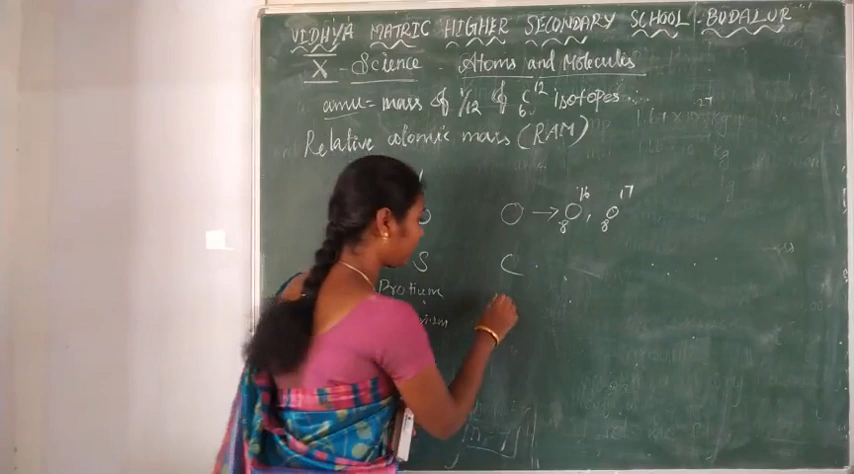 VIDHYA MATRIC HIGHER SECONDARY SCHOOL - BODALUR
X - Science Atoms and Molecules
amu = mass of 1/12 of 6C12 isotopes
Relative atomic mass (RAM)
O → 8O16, 8O17
S C
Protium